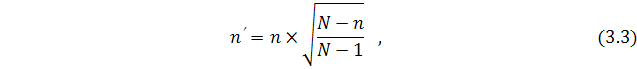 n′ = n × √((N − n)/(N − 1)) , (3.3)